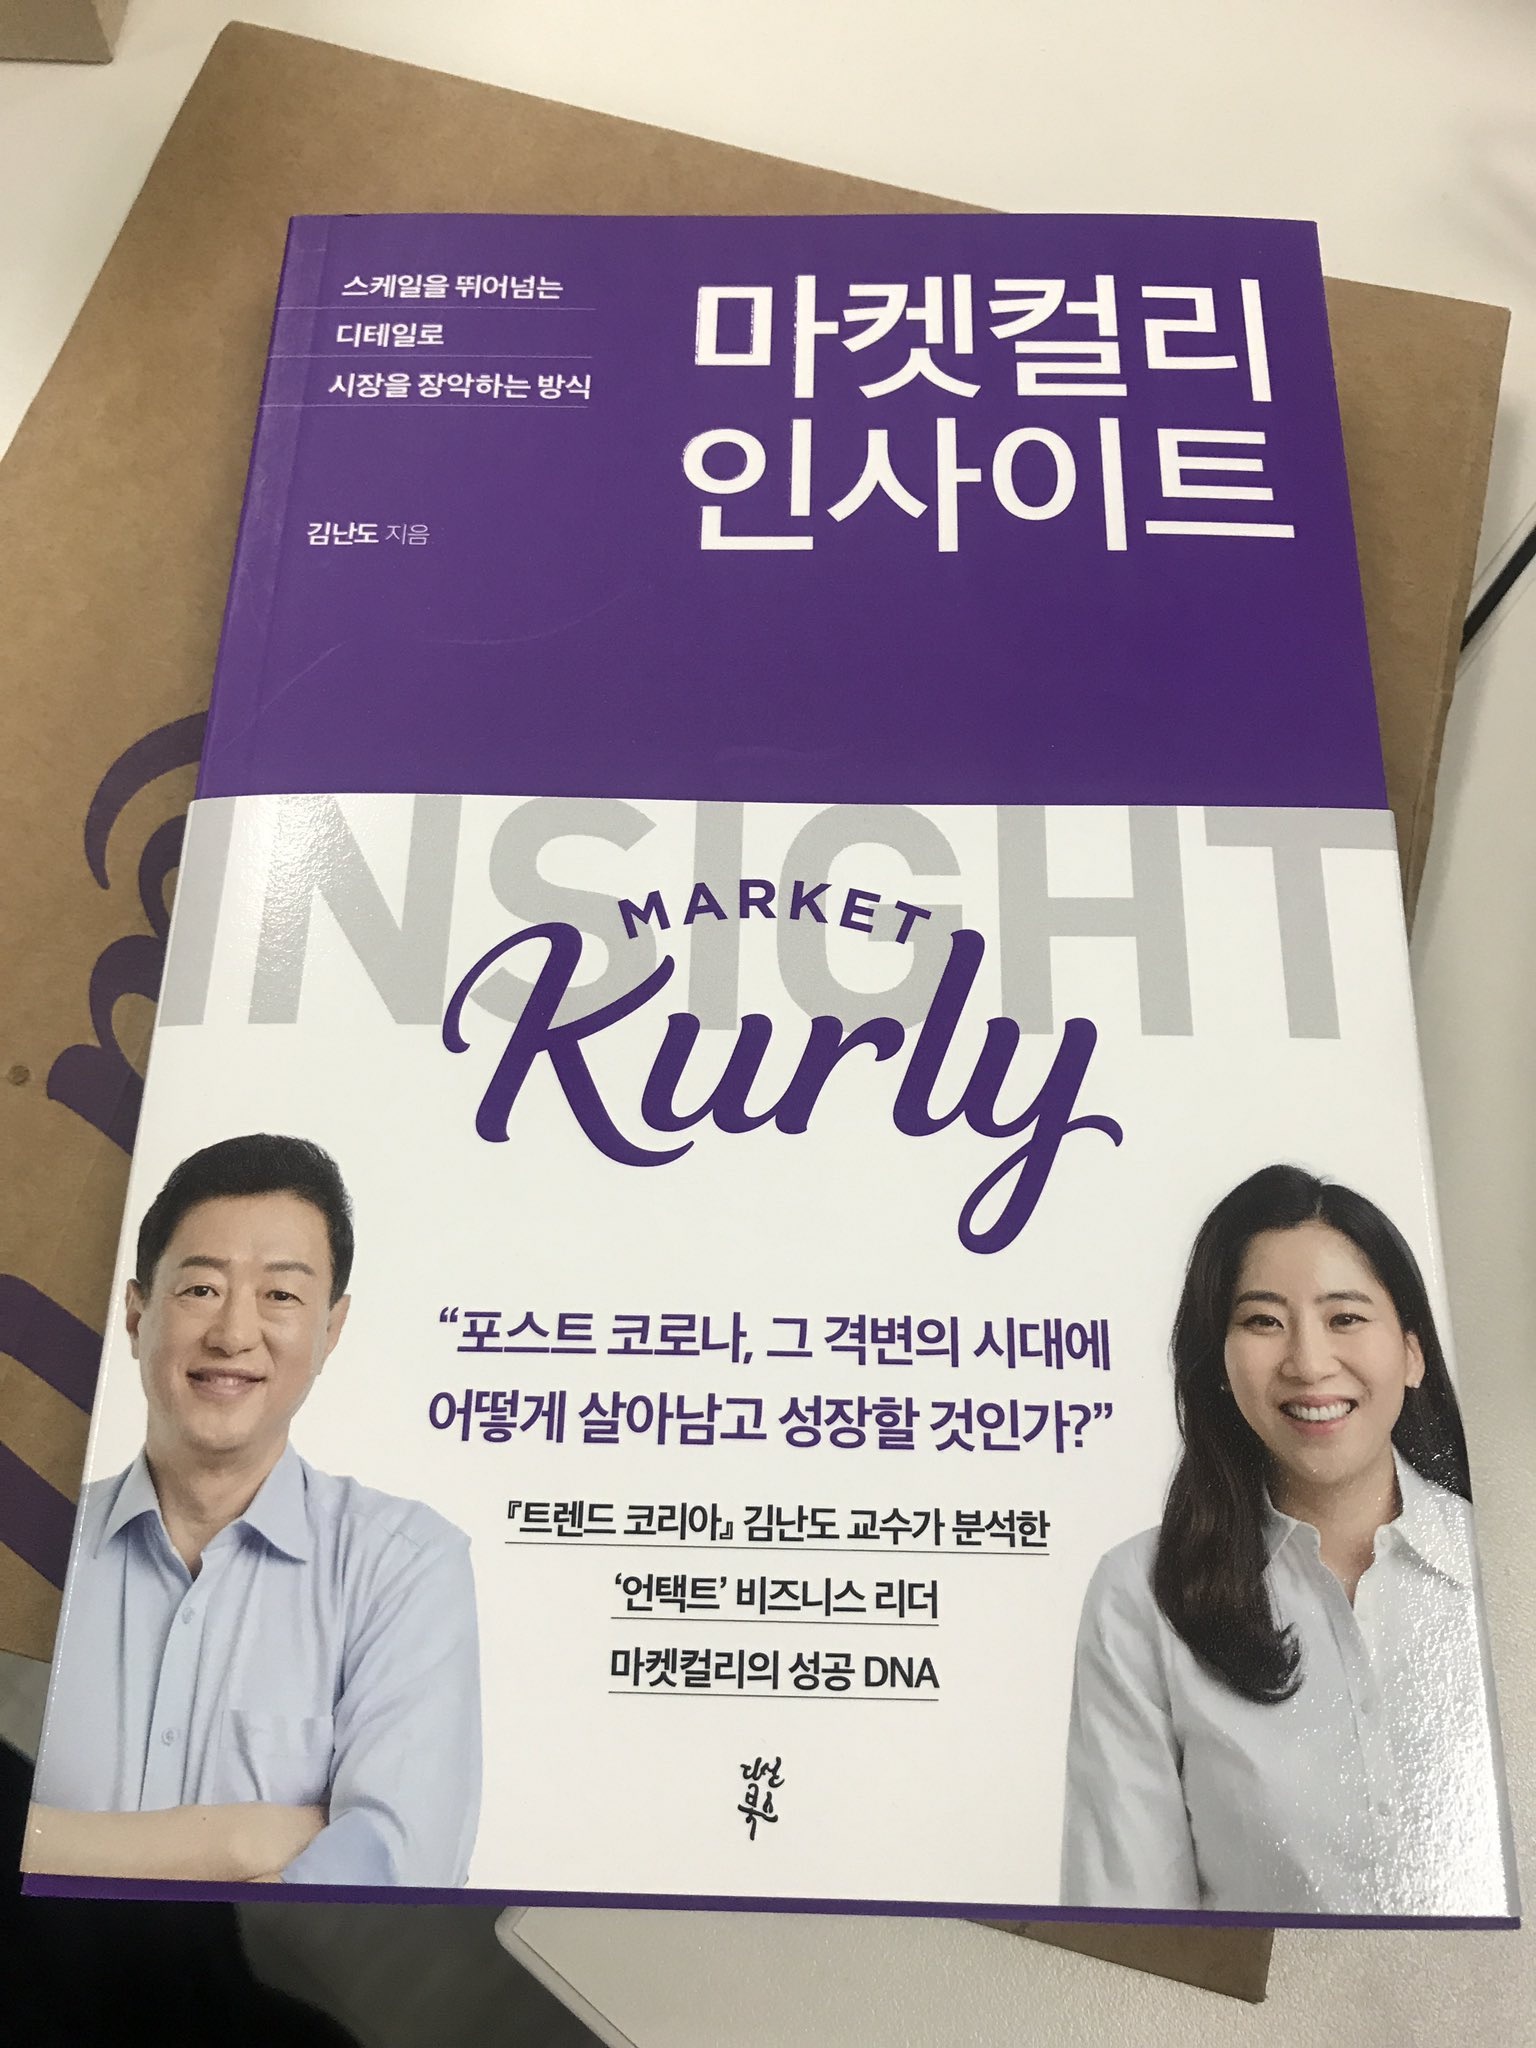 스케일을 뛰어넘는
디테일로
시장을 장악하는 방식
마켓컬리
인사이트
김난도 지음
INSIGHT
MARKET
Kurly
“포스트 코로나, 그 격변의 시대에
어떻게 살아남고 성장할 것인가?”
『트렌드 코리아』 김난도 교수가 분석한
‘언택트’ 비즈니스 리더
마켓컬리의 성공 DNA
다산
북스